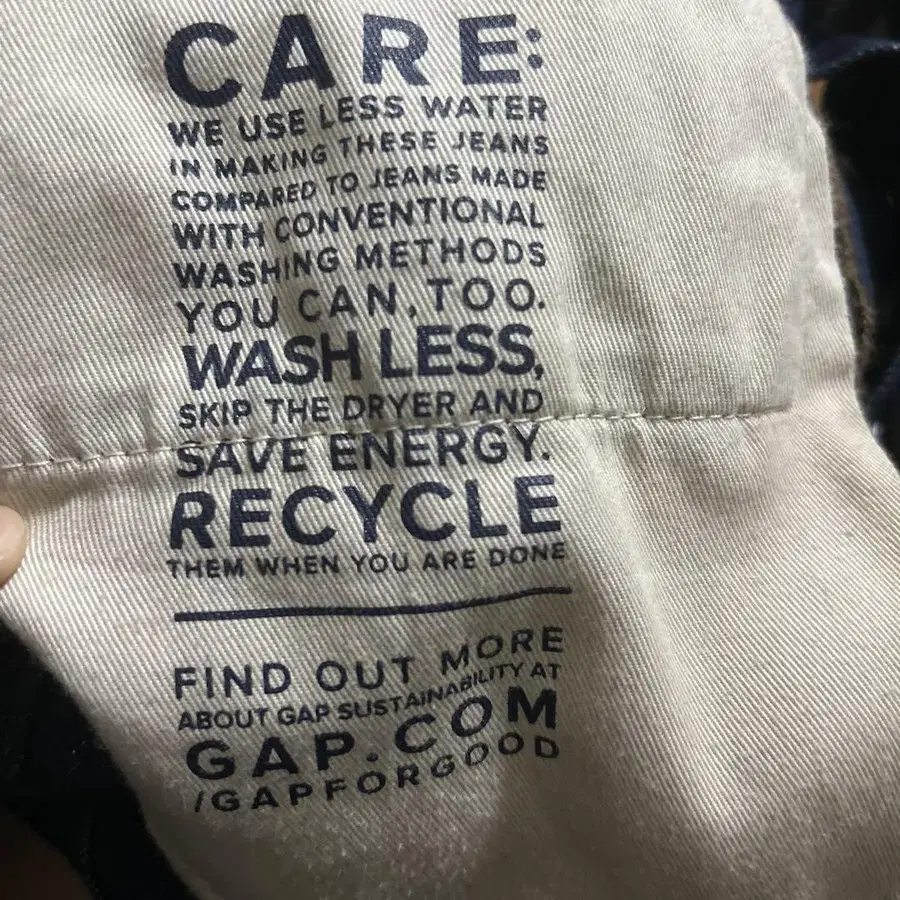 CARE:
WE USE LESS WATER
IN MAKING THESE JEANS
COMPARED TO JEANS MADE
WITH CONVENTIONAL
WASHING METHODS
YOU CAN, TOO.
WASH LESS,
SKIP THE DRYER AND
SAVE ENERGY.
RECYCLE
THEM WHEN YOU ARE DONE
FIND OUT MORE
ABOUT GAP SUSTAINABILITY AT
GAP.COM
/GAPFORGOOD